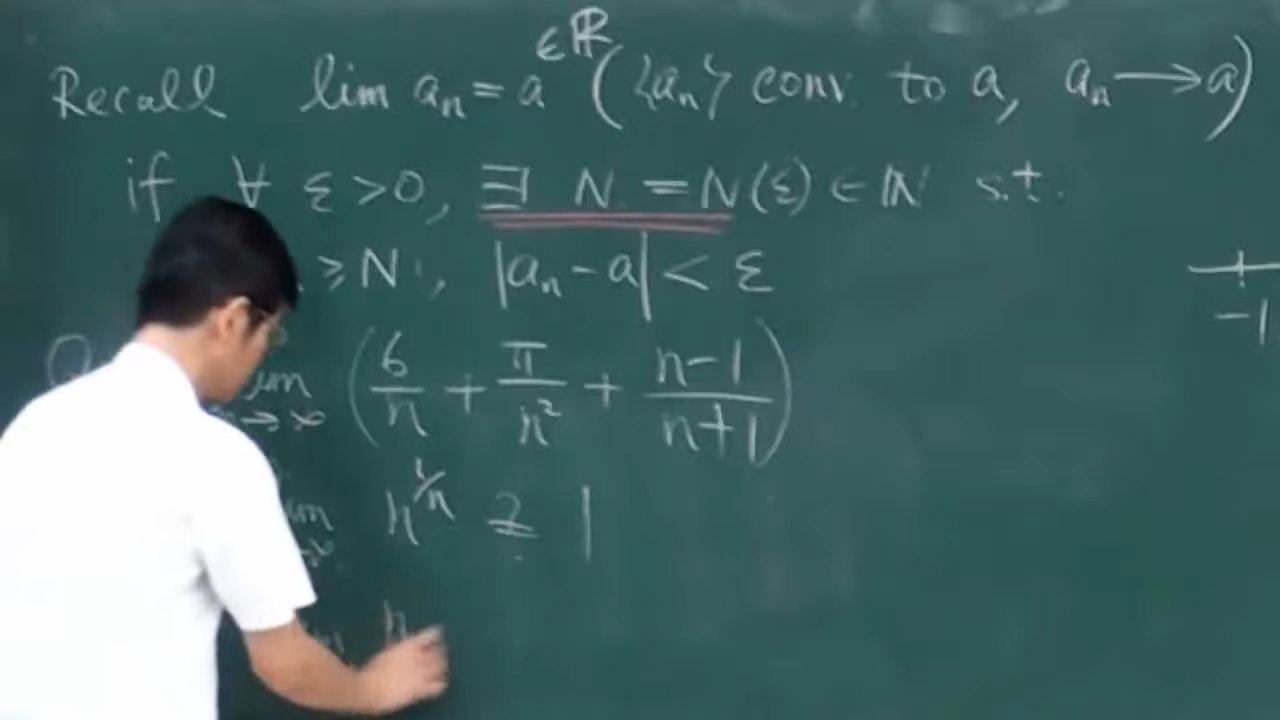 Recall lim aₙ = a ∈ℝ ({aₙ} conv. to a, aₙ ⟶ a)
if ∀ ε > 0, ∃ N = N(ε) ∈ ℕ s.t.
≥ N, |aₙ - a| < ε
-1
(6/n + π/n² + (n-1)/(n+1))
n^(1/n) ≟ 1
n